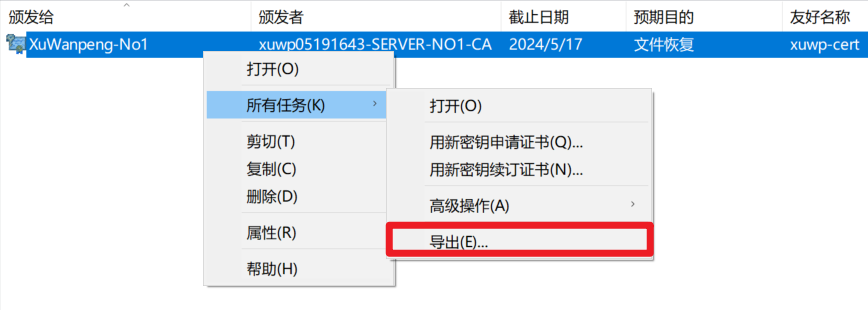 颁发给 颁发者 截止日期 预期目的 友好名称
XuWanpeng-No1 xuwp05191643-SERVER-NO1-CA 2024/5/17 文件恢复 xuwp-cert
打开(O)
所有任务(K)
剪切(T)
复制(C)
删除(D)
属性(R)
帮助(H)
打开(O)
用新密钥申请证书(Q)...
用新密钥续订证书(N)...
高级操作(A)
导出(E)...